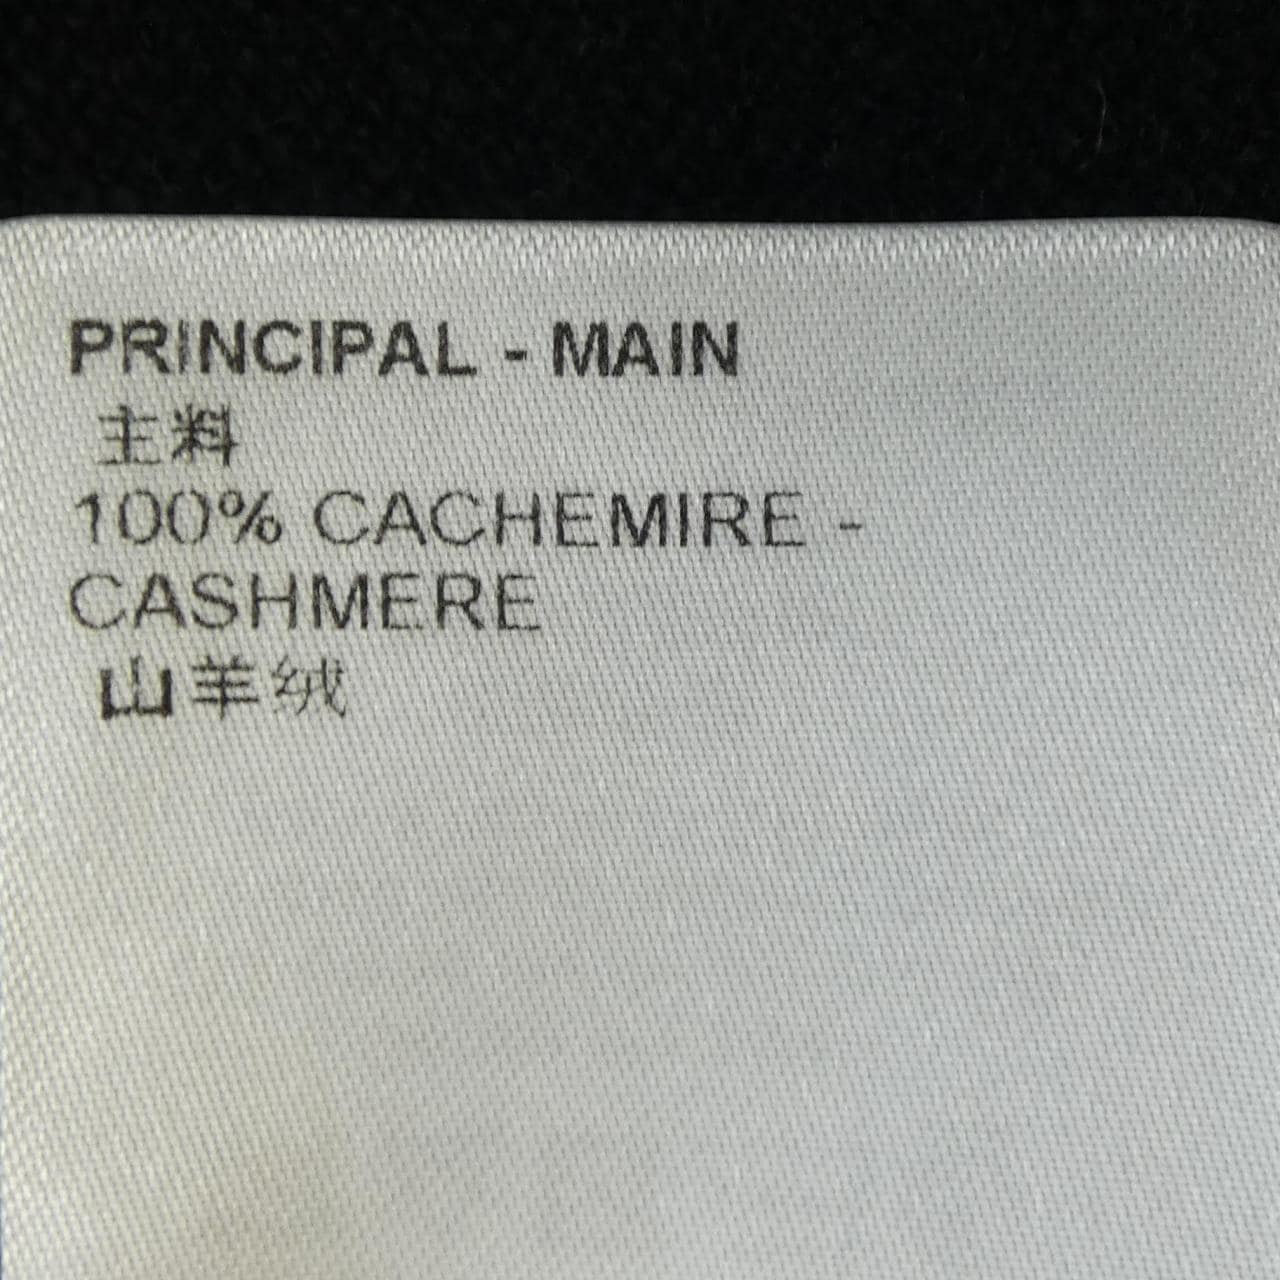 PRINCIPAL - MAIN
主料
100% CACHEMIRE -
CASHMERE
山羊绒